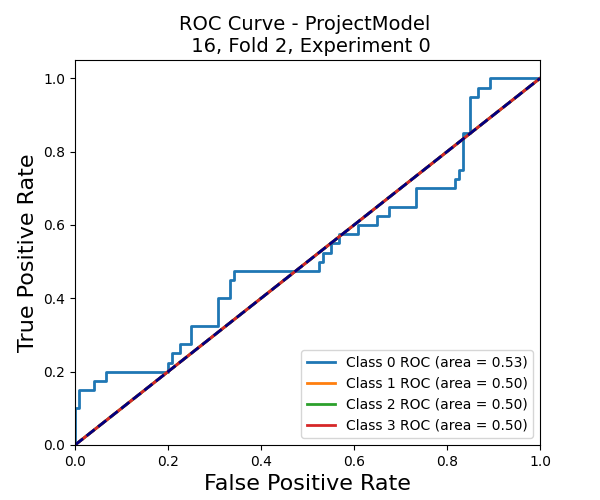 ROC Curve - ProjectModel
16, Fold 2, Experiment 0
True Positive Rate
1.0
0.8
0.6
0.4
0.2
0.0
Class 0 ROC (area = 0.53)
Class 1 ROC (area = 0.50)
Class 2 ROC (area = 0.50)
Class 3 ROC (area = 0.50)
0.0 0.2 0.4 0.6 0.8 1.0
False Positive Rate